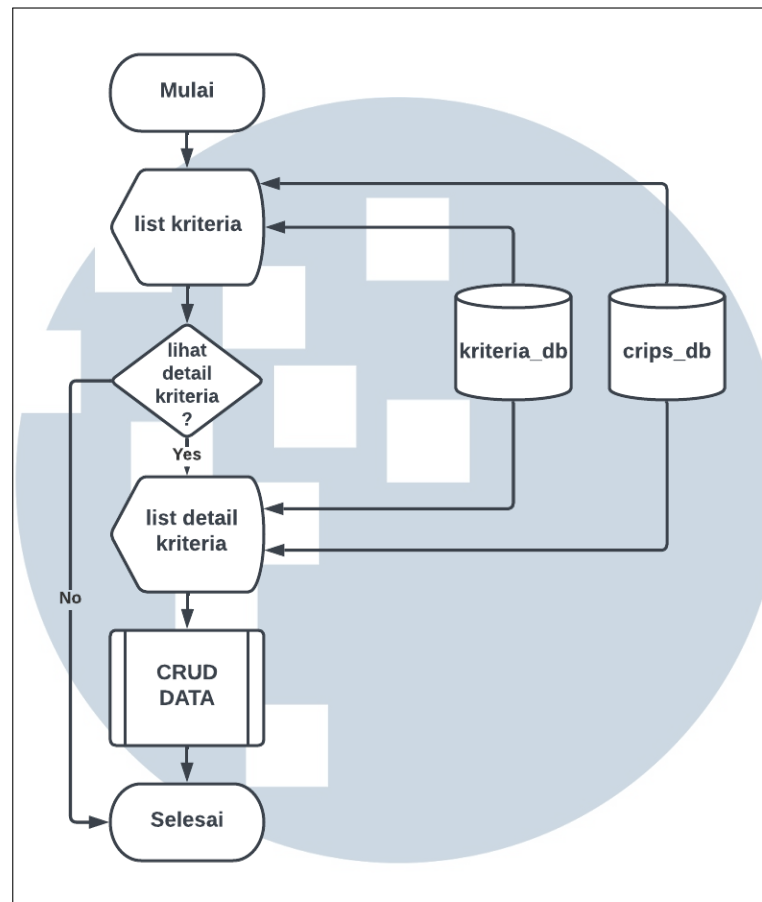 Mulai
list kriteria
kriteria_db
crips_db
lihat
detail
kriteria
?
Yes
list detail
kriteria
No
CRUD
DATA
Selesai